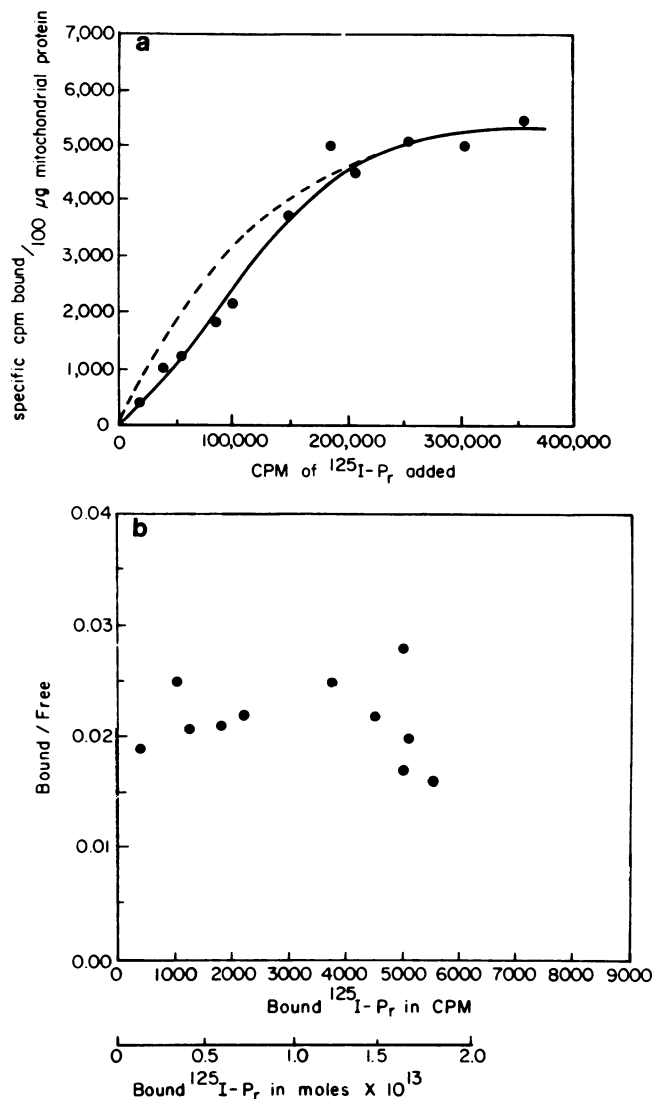 a
7,000
6,000
5,000
4,000
3,000
2,000
1,000
0
specific cpm bound/100 µg mitochondrial protein
0 100,000 200,000 300,000 400,000
CPM of 125I-Pr added
b
0.04
0.03
0.02
0.01
0.00
Bound / Free
0 1000 2000 3000 4000 5000 6000 7000 8000 9000
Bound 125I-Pr in CPM
0 0.5 1.0 1.5 2.0
Bound 125I-Pr in moles X 10^13